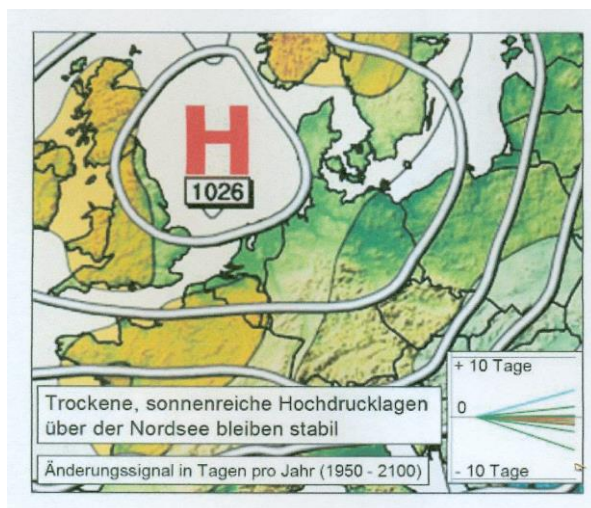 H
1026
+ 10 Tage
0
- 10 Tage
Trockene, sonnenreiche Hochdrucklagen
über der Nordsee bleiben stabil
Änderungssignal in Tagen pro Jahr (1950 - 2100)